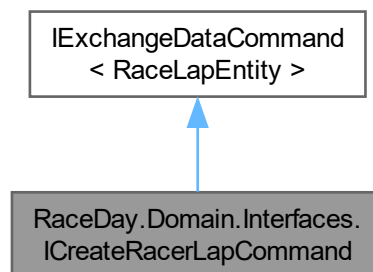 IExchangeDataCommand
< RaceLapEntity >
RaceDay.Domain.Interfaces.
ICreateRacerLapCommand